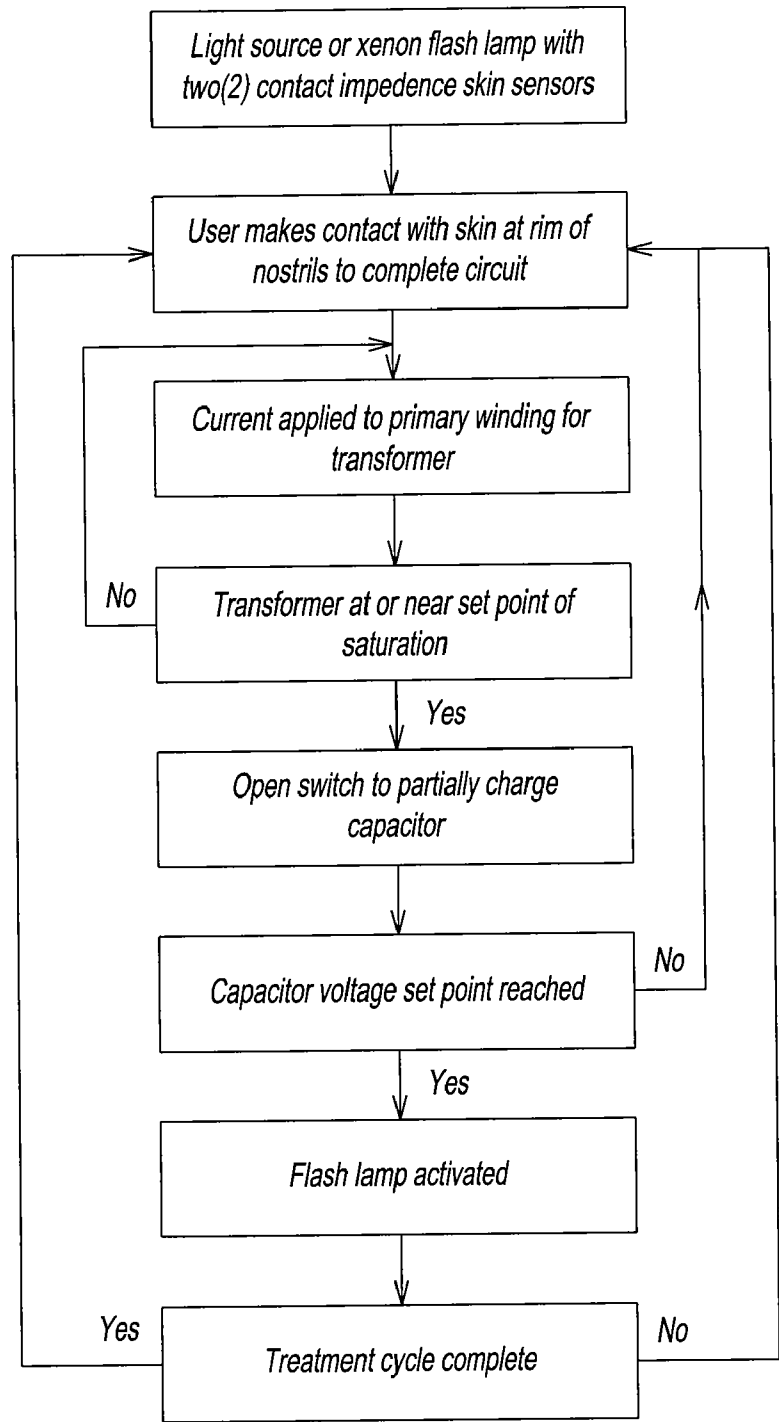 Light source or xenon flash lamp with
two(2) contact impedence skin sensors
User makes contact with skin at rim of
nostrils to complete circuit
Current applied to primary winding for
transformer
No
Transformer at or near set point of
saturation
Yes
Open switch to partially charge
capacitor
Capacitor voltage set point reached
No
Yes
Flash lamp activated
Yes
Treatment cycle complete
No